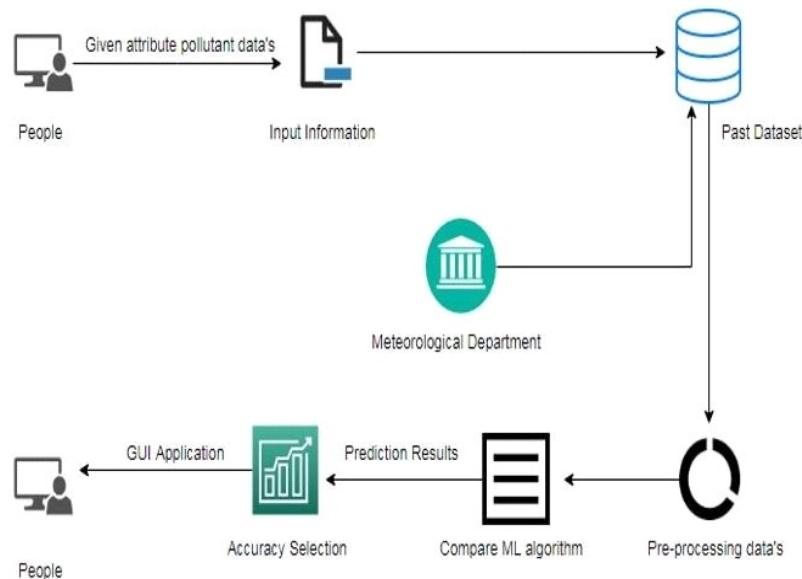 Given attribute pollutant data's
People
Input Information
Past Dataset
Meteorological Department
GUI Application
Prediction Results
People
Accuracy Selection
Compare ML algorithm
Pre-processing data's